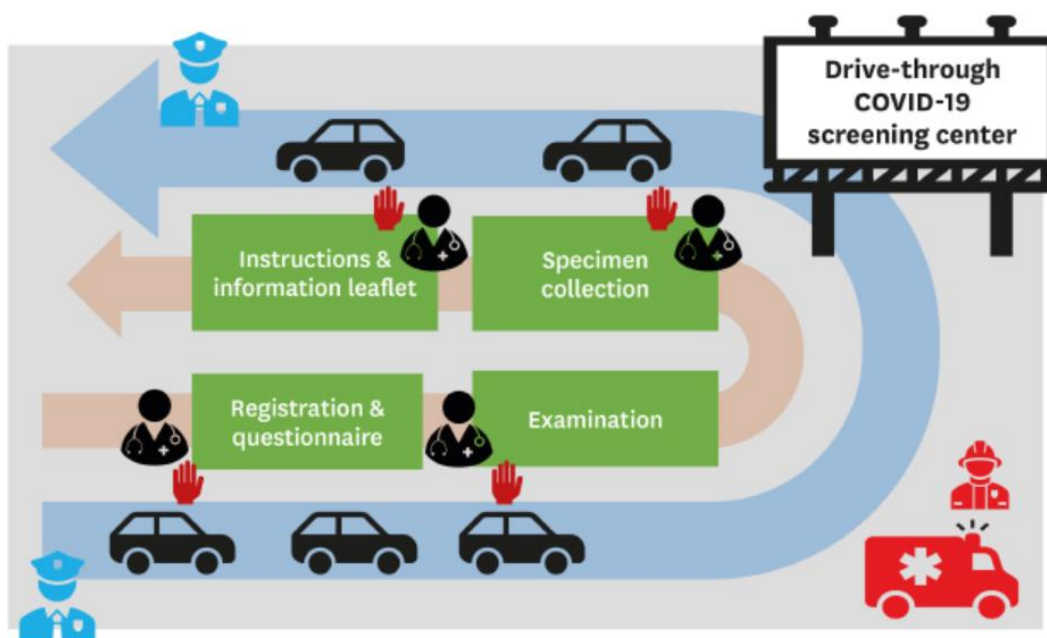 Drive-through
COVID-19
screening center
Instructions &
information leaflet
Specimen
collection
Registration &
questionnaire
Examination